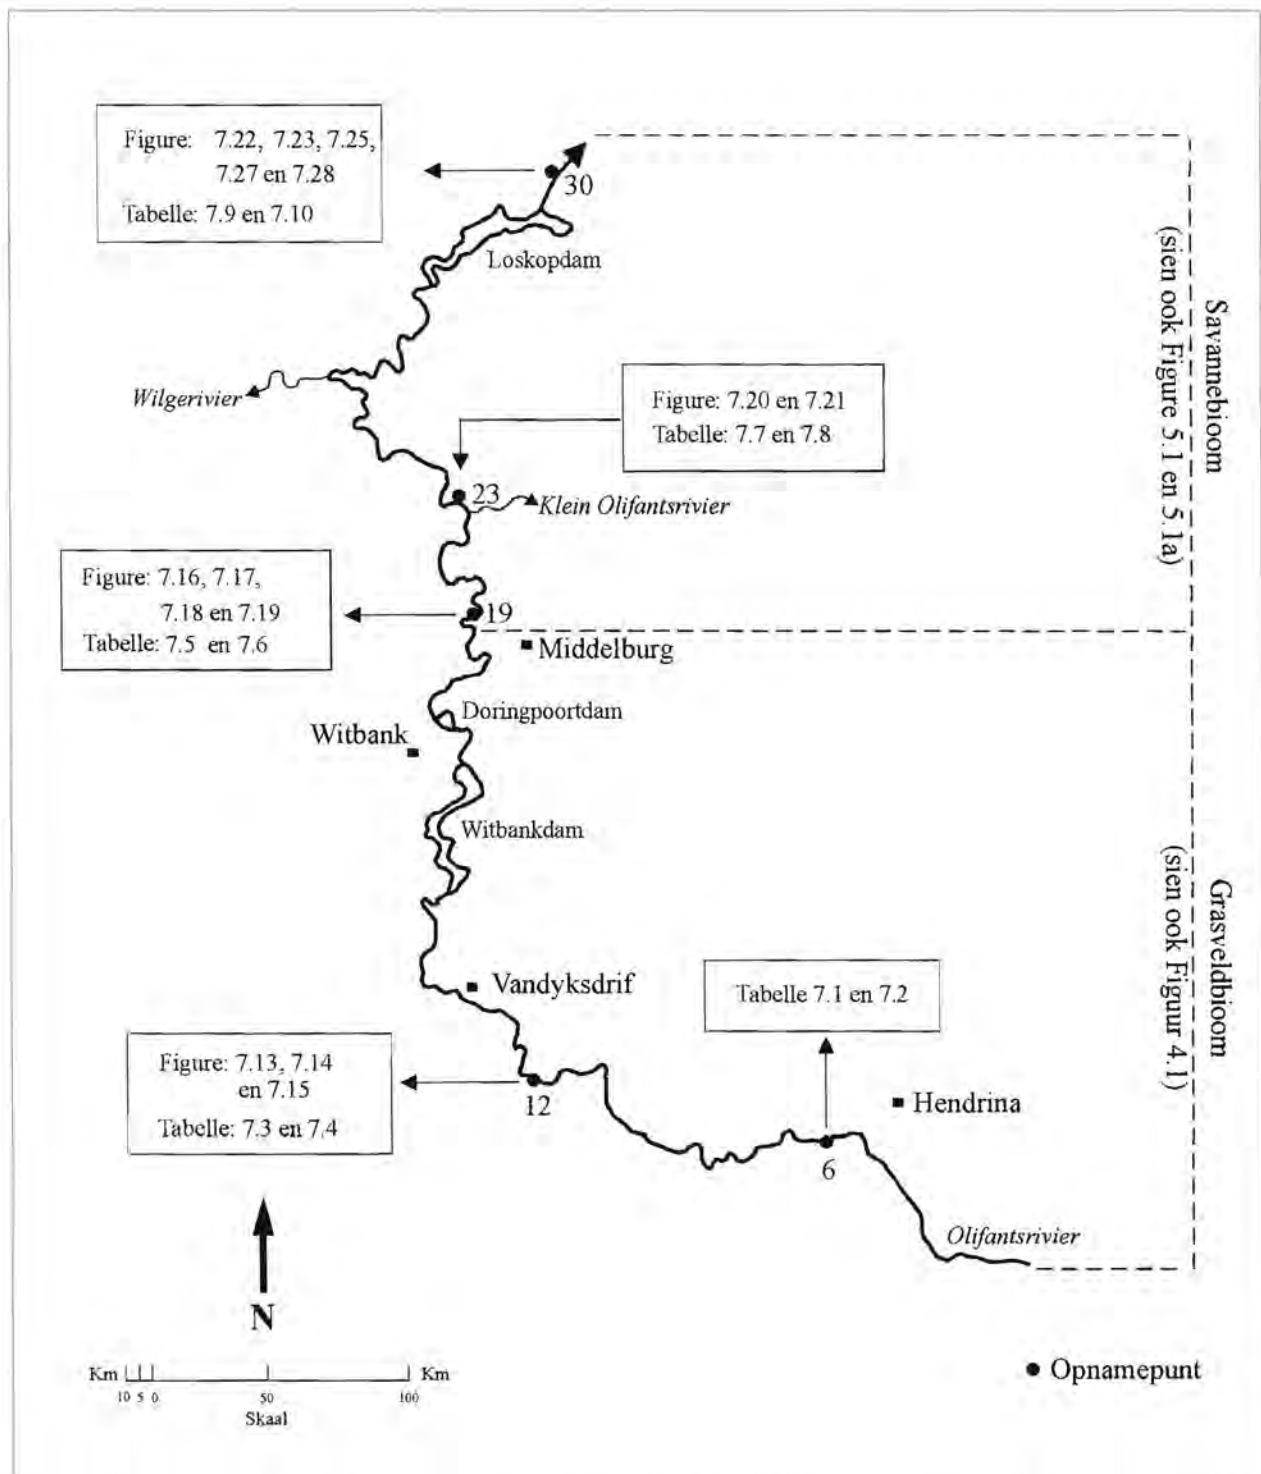 Figure: 7.22, 7.23, 7.25,
7.27 en 7.28
Tabelle: 7.9 en 7.10
30
Loskopdam
(sien ook Figure 5.1 en 5.1a)
Savannebioom
Wilgerivier
Figure: 7.20 en 7.21
Tabelle: 7.7 en 7.8
23
Klein Olifantsrivier
Figure: 7.16, 7.17,
7.18 en 7.19
Tabelle: 7.5 en 7.6
19
Middelburg
Doringpoortdam
Witbank
Witbankdam
(sien ook Figuur 4.1)
Grasveldbioom
Vandyksdrif
Tabelle 7.1 en 7.2
Figure: 7.13, 7.14
en 7.15
Tabelle: 7.3 en 7.4
12
Hendrina
6
Olifantsrivier
N
Km Km
10 5 0 50 100
Skaal
Opnamepunt